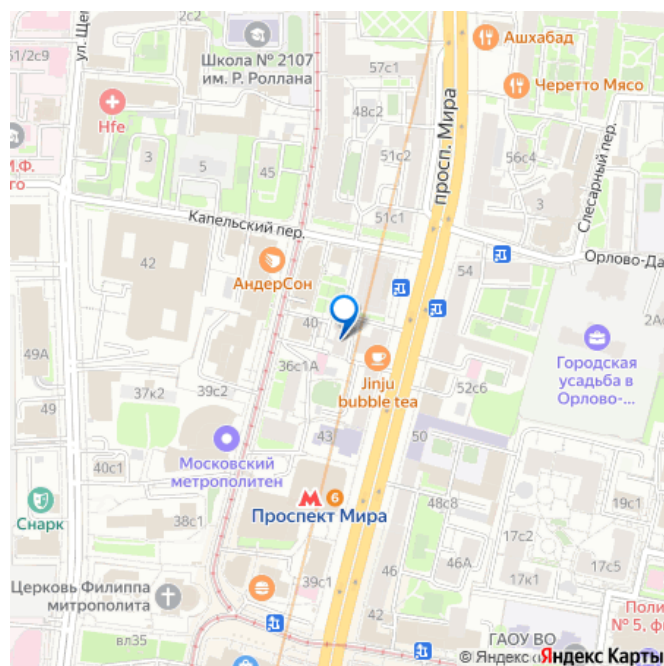 Ашхабад
ул. Ще
51/2с9
Школа № 2107
им. Р. Роллана
57с1
Черетто Мясо
48с2
Hfe
просп. Мира
51с2
56с4
3
5
45
Слесарный пер.
3
И.Ф.
го
Капельский пер.
51с1
42
АндерСон
54
Орлово-Да
40
2Ас
49А
36с1А
Jinju
bubble tea
Городская
усадьба в
Орлово-...
37к2
39с2
52с6
49
43
50
40с1
Московский
метрополитен
48с8
19с1
Снарк
38с1
6
Проспект Мира
17с2
46А
17к1
17с5
46
39с1
Церковь Филиппа
митрополита
42
Поли
№ 5, ф
вл35
ГАОУ ВО
© Яндекс
Яндекс Карты